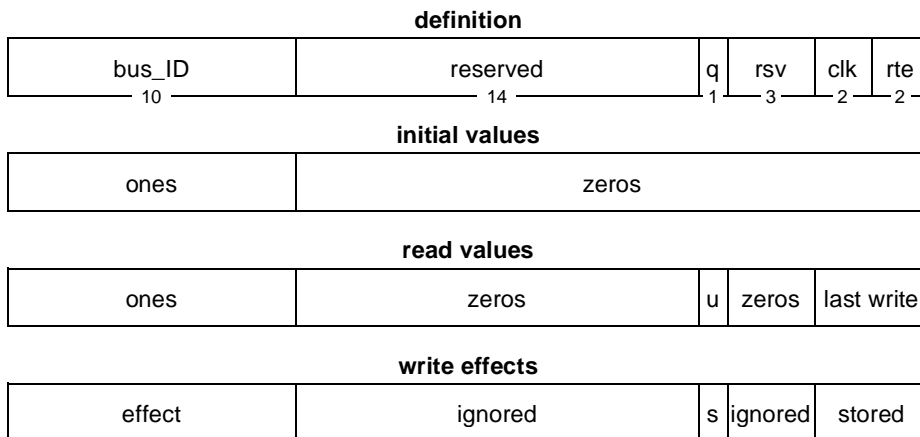 definition
bus_ID reserved q rsv clk rte
10 14 1 3 2 2
initial values
ones zeros
read values
ones zeros u zeros last write
write effects
effect ignored s ignored stored